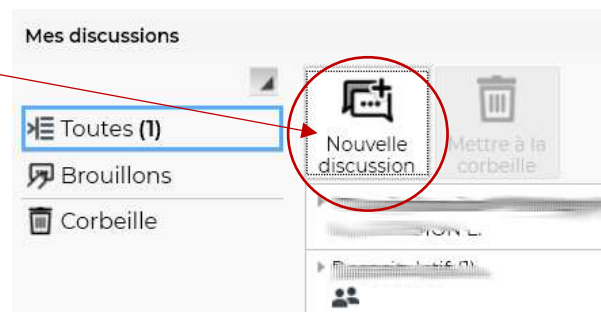 Mes discussions
Toutes (1)
Brouillons
Corbeille
Nouvelle
discussion
Mettre à la
corbeille